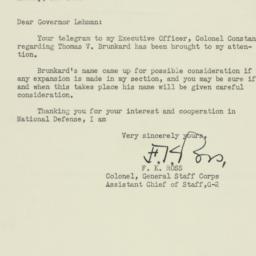 Dear Governor Lehman:
Your telegram to my Executive Officer, Colonel Constan
regarding Thomas V. Brunkard has been brought to my atten-
tion.
Brunkard's name came up for possible consideration if
any expansion is made in my section, and you may be sure if
and when this takes place his name will be given careful
consideration.
Thanking you for your interest and cooperation in
National Defense, I am
Very sincerely yours,
F. K. ROSS
Colonel, General Staff Corps
Assistant Chief of Staff, G-2